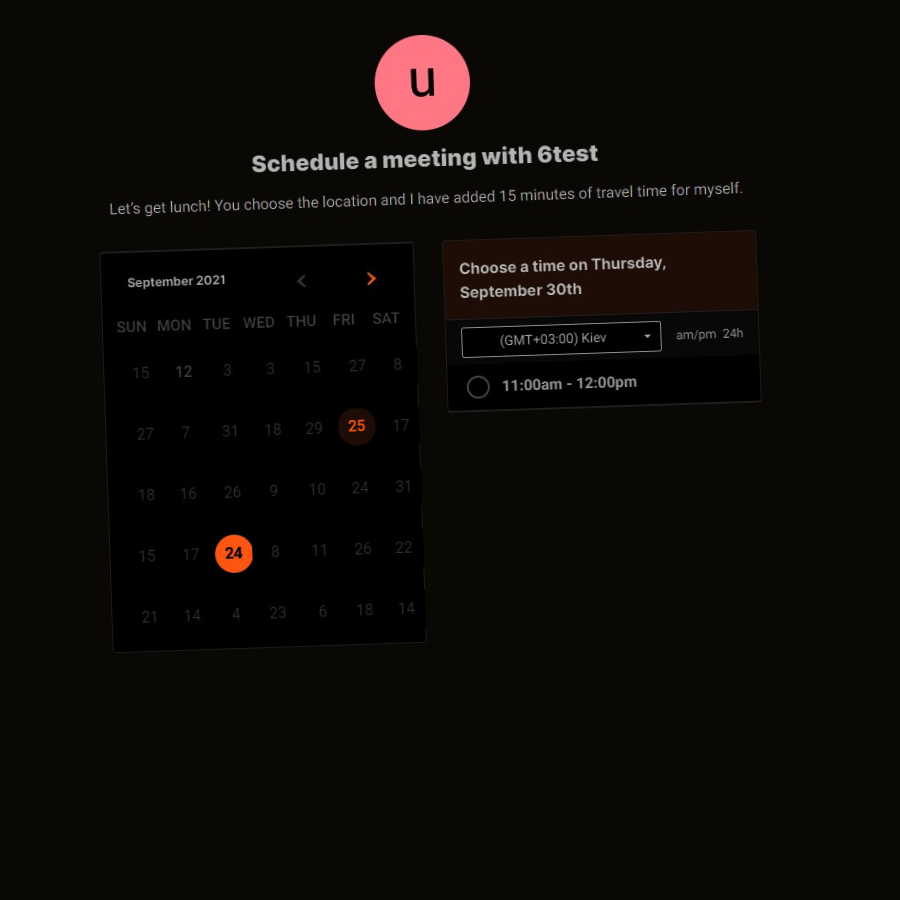 u
Schedule a meeting with 6test
Let's get lunch! You choose the location and I have added 15 minutes of travel time for myself.
September 2021
SUN MON TUE WED THU FRI SAT
15 12 3 3 15 27 8
27 7 31 18 29 25 17
18 16 26 9 10 24 31
15 17 24 8 11 26 22
21 14 4 23 6 18 14
Choose a time on Thursday,
September 30th
(GMT+03:00) Kiev
am/pm 24h
11:00am - 12:00pm